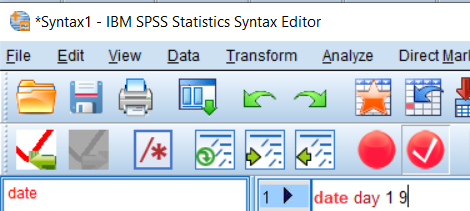 *Syntax1 - IBM SPSS Statistics Syntax Editor
File Edit View Data Transform Analyze Direct Mar
/*
date
1 date day 1 9